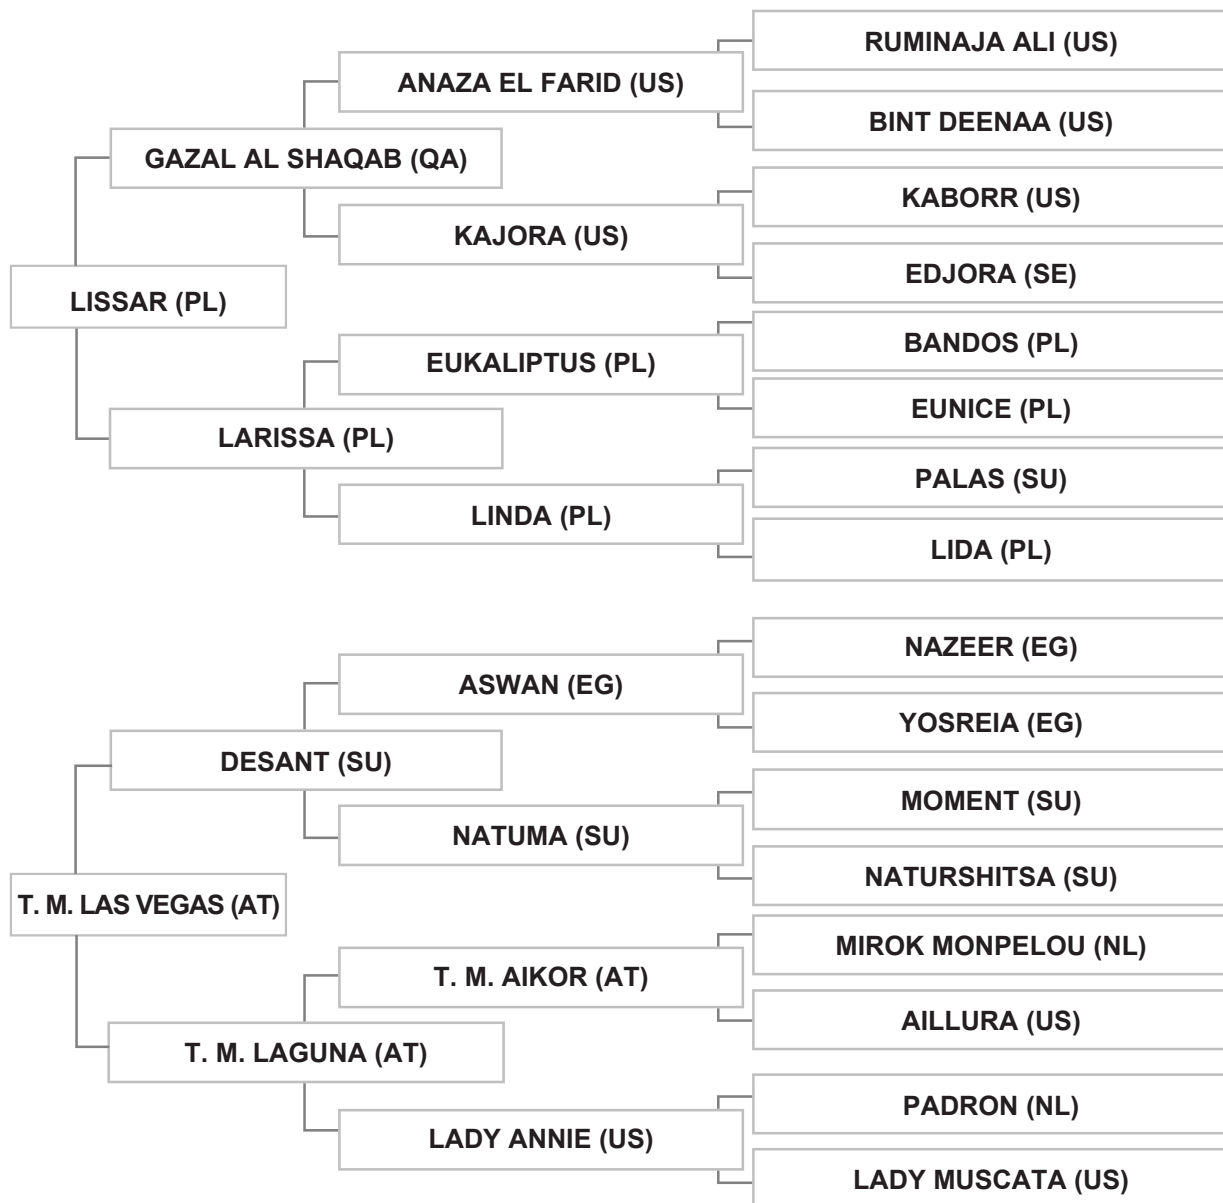 RUMINAJA ALI (US)
ANAZA EL FARID (US)
BINT DEENAA (US)
GAZAL AL SHAQAB (QA)
KABORR (US)
KAJORA (US)
EDJORA (SE)
LISSAR (PL)
BANDOS (PL)
EUKALIPTUS (PL)
EUNICE (PL)
LARISSA (PL)
PALAS (SU)
LINDA (PL)
LIDA (PL)
NAZEER (EG)
ASWAN (EG)
YOSREIA (EG)
DESANT (SU)
MOMENT (SU)
NATUMA (SU)
NATURSHITSA (SU)
T. M. LAS VEGAS (AT)
MIROK MONPELOU (NL)
T. M. AIKOR (AT)
AILLURA (US)
T. M. LAGUNA (AT)
PADRON (NL)
LADY ANNIE (US)
LADY MUSCATA (US)